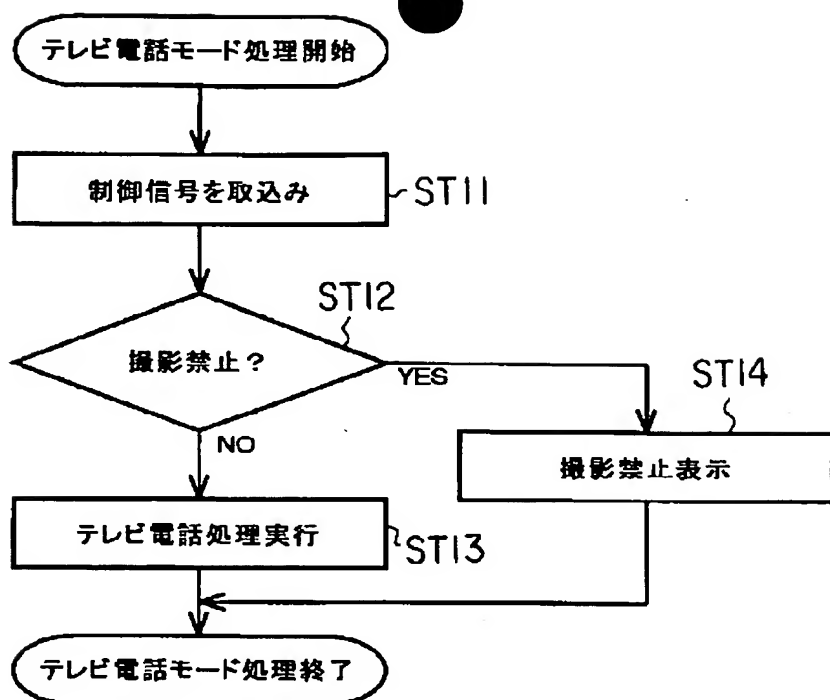 テレビ電話モード処理開始
制御信号を取込み
ST11
ST12
撮影禁止?
YES
ST14
NO
撮影禁止表示
テレビ電話処理実行
ST13
テレビ電話モード処理終了